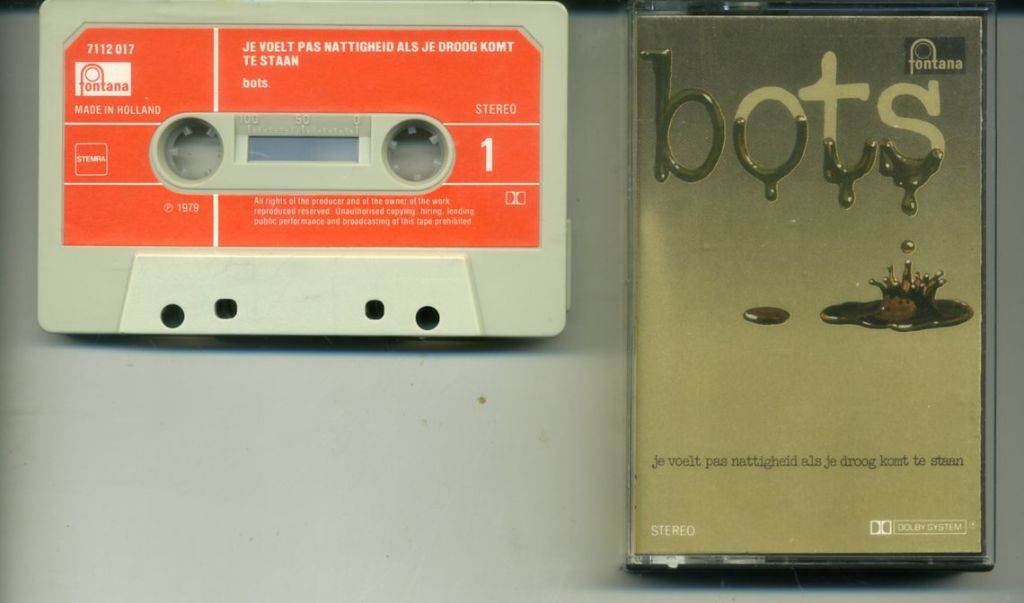 7112 017
fontana
MADE IN HOLLAND
STEMRA
℗ 1979
JE VOELT PAS NATTIGHEID ALS JE DROOG KOMT
TE STAAN
bots.
STEREO
100 50 0
1
All rights of the producer and of the owner of the work
reproduced reserved. Unauthorised copying, hiring, lending
public performance and broadcasting of this tape prohibited.
fontana
bots
je voelt pas nattigheid als je droog komt te staan
STEREO
DOLBY SYSTEM ®